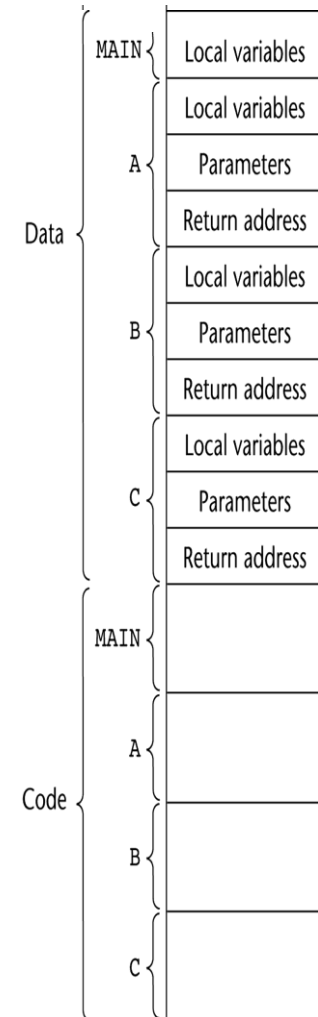 MAIN Local variables
Local variables
A Parameters
Return address
Data
Local variables
B Parameters
Return address
Local variables
C Parameters
Return address
MAIN
A
Code
B
C